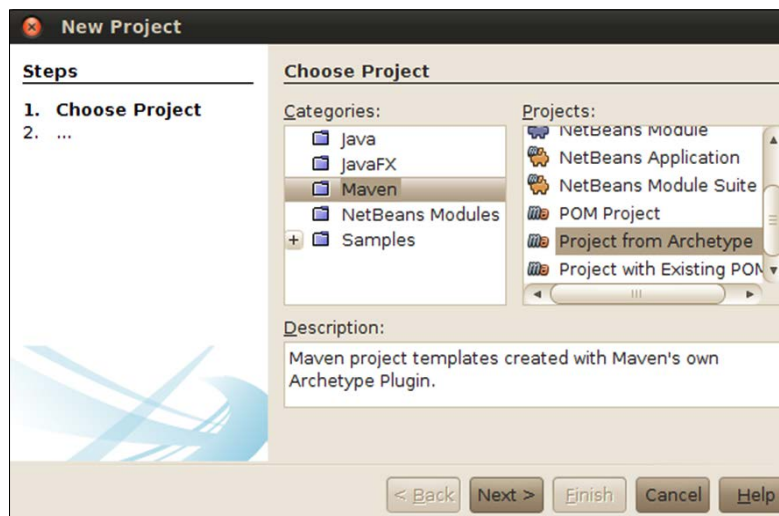 New Project
Steps
1. Choose Project
2. ...
Choose Project
Categories:
Java
JavaFX
Maven
NetBeans Modules
Samples
Projects:
NetBeans Module
NetBeans Application
NetBeans Module Suite
POM Project
Project from Archetype
Project with Existing POM
Description:
Maven project templates created with Maven's own
Archetype Plugin.
< Back
Next >
Finish
Cancel
Help